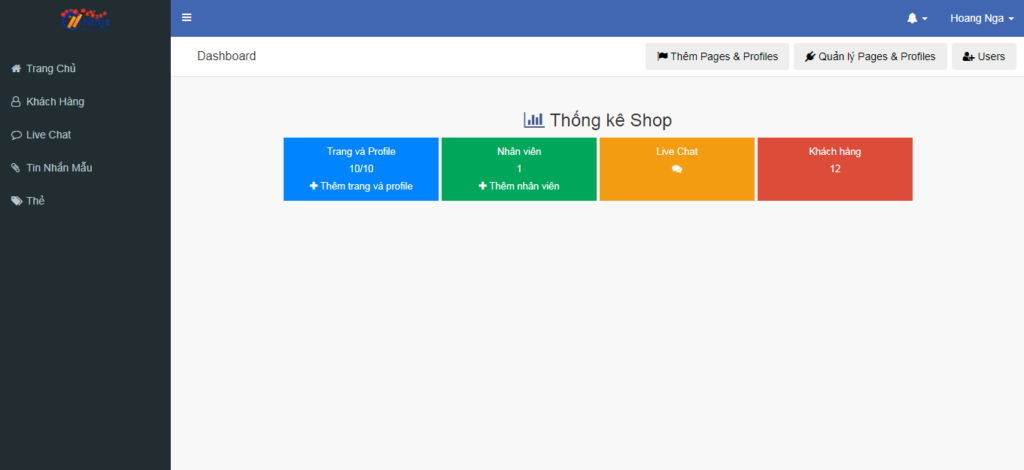 Hoang Nga
Dashboard
Thêm Pages & Profiles
Quản lý Pages & Profiles
Users
Trang Chủ
Khách Hàng
Live Chat
Tin Nhắn Mẫu
Thẻ
Thống kê Shop
Trang và Profile
10/10
Thêm trang và profile
Nhân viên
1
Thêm nhân viên
Live Chat
Khách hàng
12